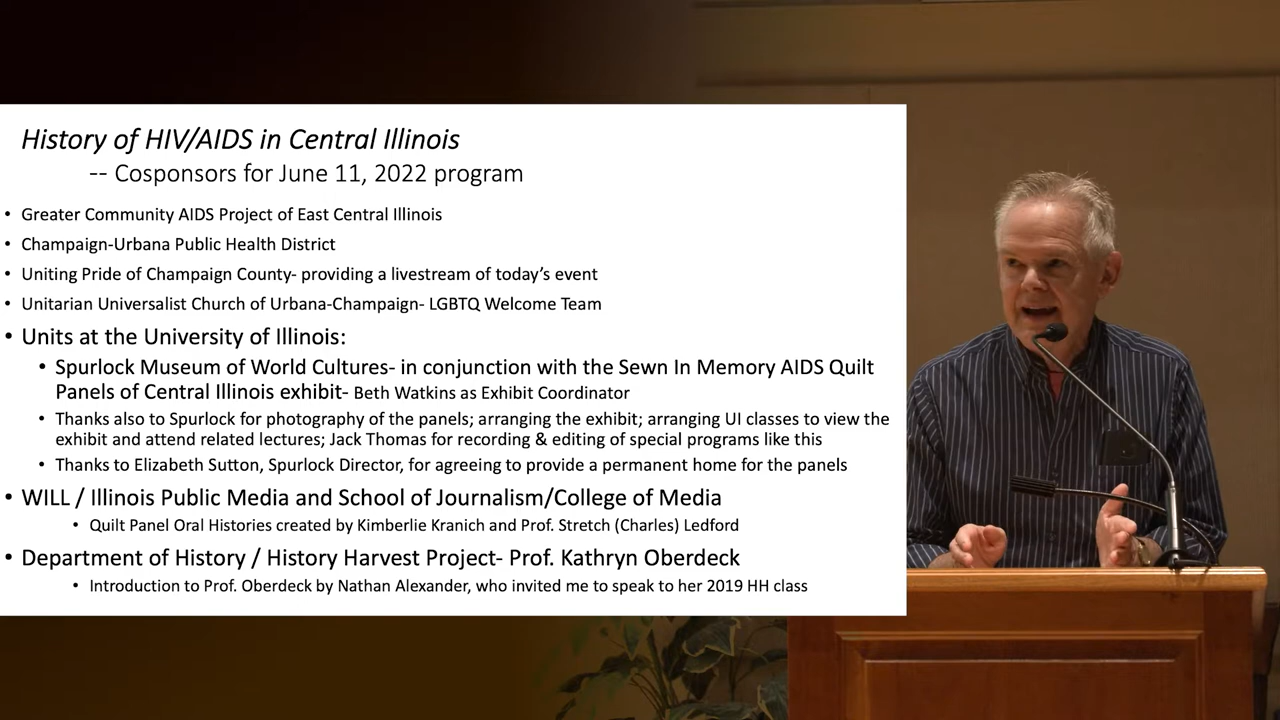 History of HIV/AIDS in Central Illinois
-- Cosponsors for June 11, 2022 program
• Greater Community AIDS Project of East Central Illinois
• Champaign-Urbana Public Health District
• Uniting Pride of Champaign County- providing a livestream of today’s event
• Unitarian Universalist Church of Urbana-Champaign- LGBTQ Welcome Team
• Units at the University of Illinois:
• Spurlock Museum of World Cultures- in conjunction with the Sewn In Memory AIDS Quilt
Panels of Central Illinois exhibit- Beth Watkins as Exhibit Coordinator
• Thanks also to Spurlock for photography of the panels; arranging the exhibit; arranging UI classes to view the
exhibit and attend related lectures; Jack Thomas for recording & editing of special programs like this
• Thanks to Elizabeth Sutton, Spurlock Director, for agreeing to provide a permanent home for the panels
• WILL / Illinois Public Media and School of Journalism/College of Media
• Quilt Panel Oral Histories created by Kimberlie Kranich and Prof. Stretch (Charles) Ledford
• Department of History / History Harvest Project- Prof. Kathryn Oberdeck
• Introduction to Prof. Oberdeck by Nathan Alexander, who invited me to speak to her 2019 HH class